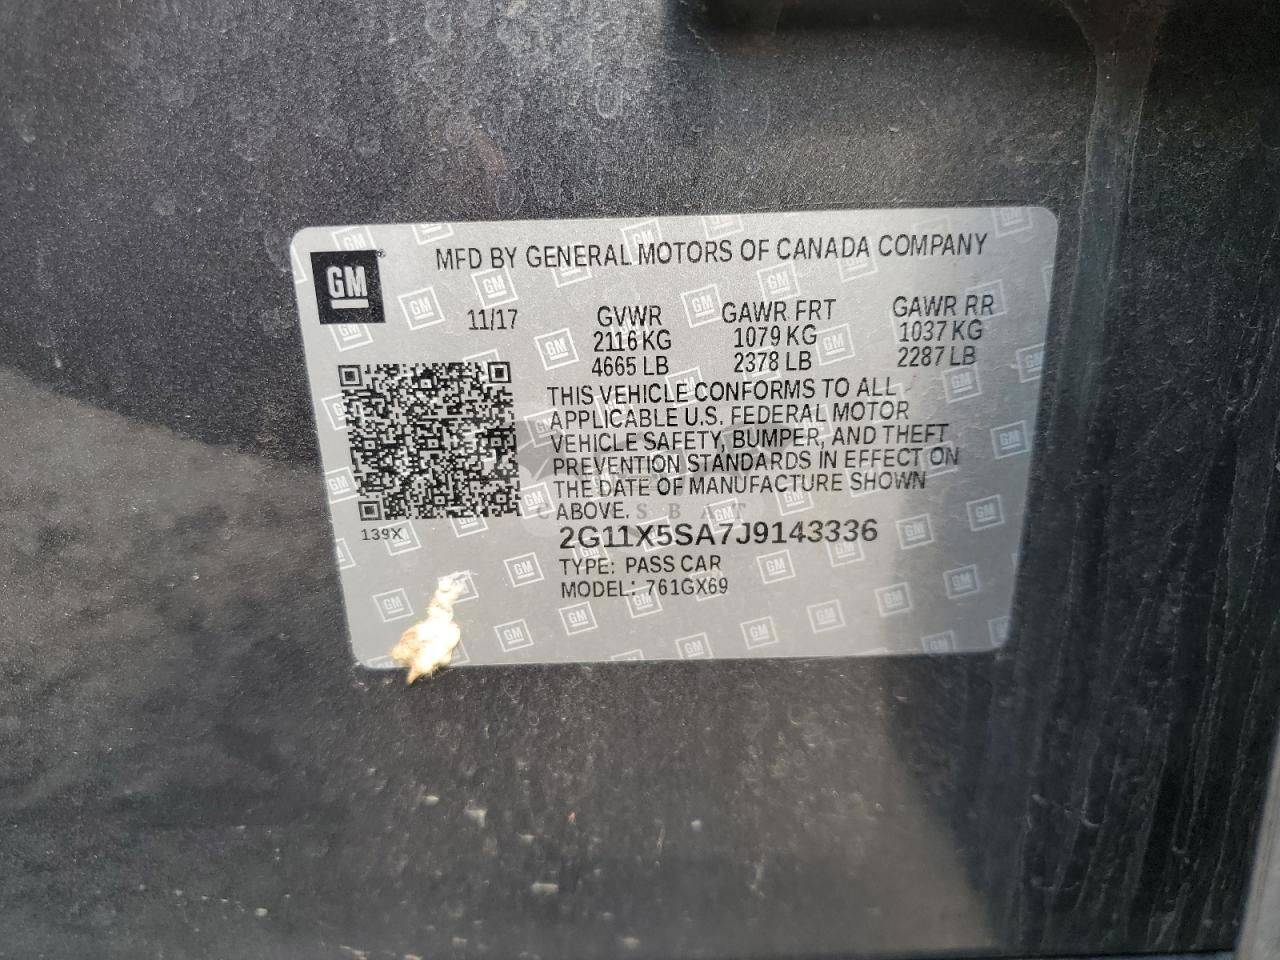 MFD BY GENERAL MOTORS OF CANADA COMPANY
GM
11/17
GVWR GAWR FRT GAWR RR
2116 KG 1079 KG 1037 KG
4665 LB 2378 LB 2287 LB
THIS VEHICLE CONFORMS TO ALL
APPLICABLE U.S. FEDERAL MOTOR
VEHICLE SAFETY, BUMPER, AND THEFT
PREVENTION STANDARDS IN EFFECT ON
THE DATE OF MANUFACTURE SHOWN
ABOVE.
139X
2G11X5SA7J9143336
TYPE: PASS CAR
MODEL: 761GX69